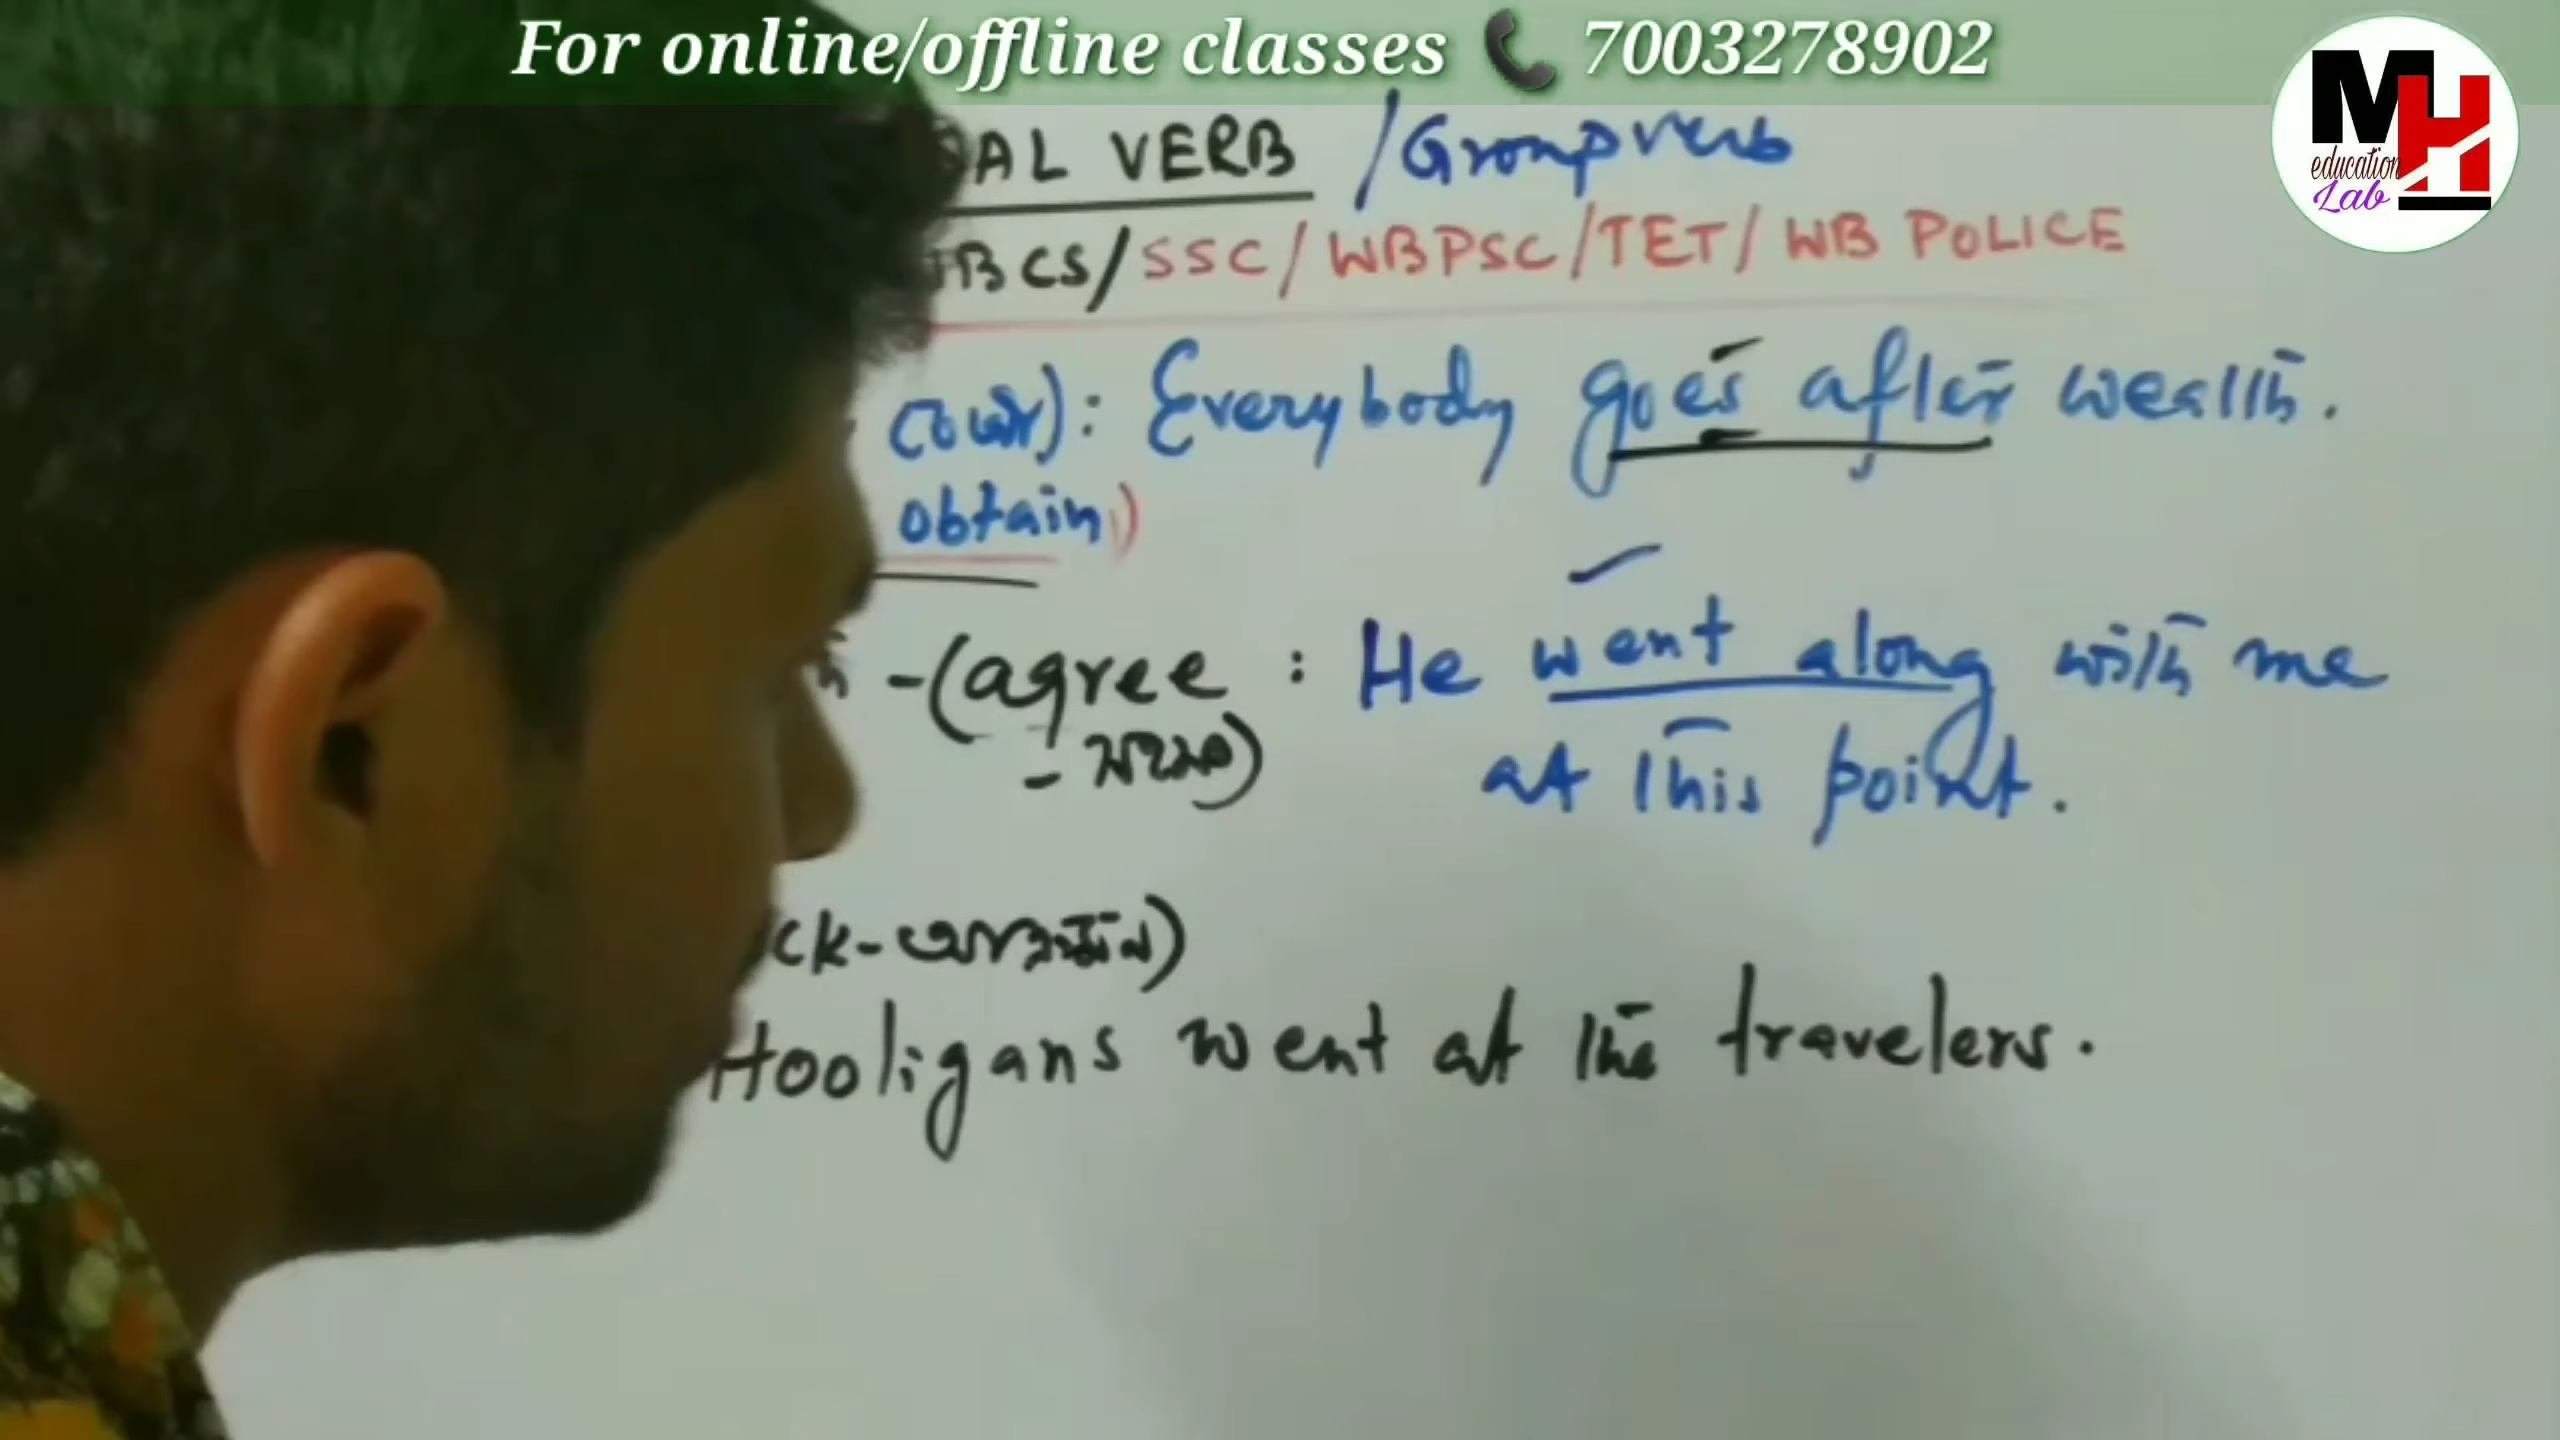 For online/offline classes 📞 7003278902
MH
education
Lab
AL VERB / Group verb
BCS/SSC/WBPSC/TET/WB POLICE
: Everybody goes after wealth.
obtain)
-(agree : He went along with me
at this point.
ck-
Hooligans went at the travelers.